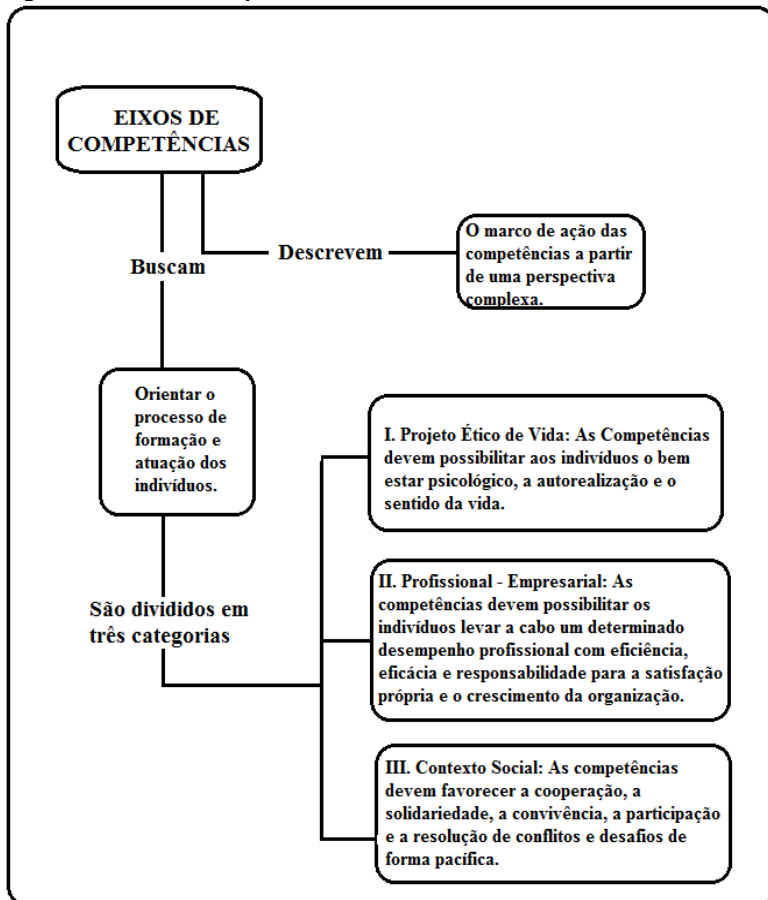 EIXOS DE
COMPETÊNCIAS
Buscam
Descrevem
O marco de ação das
competências a partir
de uma perspectiva
complexa.
Orientar o
processo de
formação e
atuação dos
indivíduos.
São divididos em
três categorias
I. Projeto Ético de Vida: As Competências
devem possibilitar aos indivíduos o bem
estar psicológico, a autorealização e o
sentido da vida.
II. Profissional - Empresarial: As
competências devem possibilitar os
indivíduos levar a cabo um determinado
desempenho profissional com eficiência,
eficácia e responsabilidade para a satisfação
própria e o crescimento da organização.
III. Contexto Social: As competências
devem favorecer a cooperação, a
solidariedade, a convivência, a participação
e a resolução de conflitos e desafios de
forma pacífica.